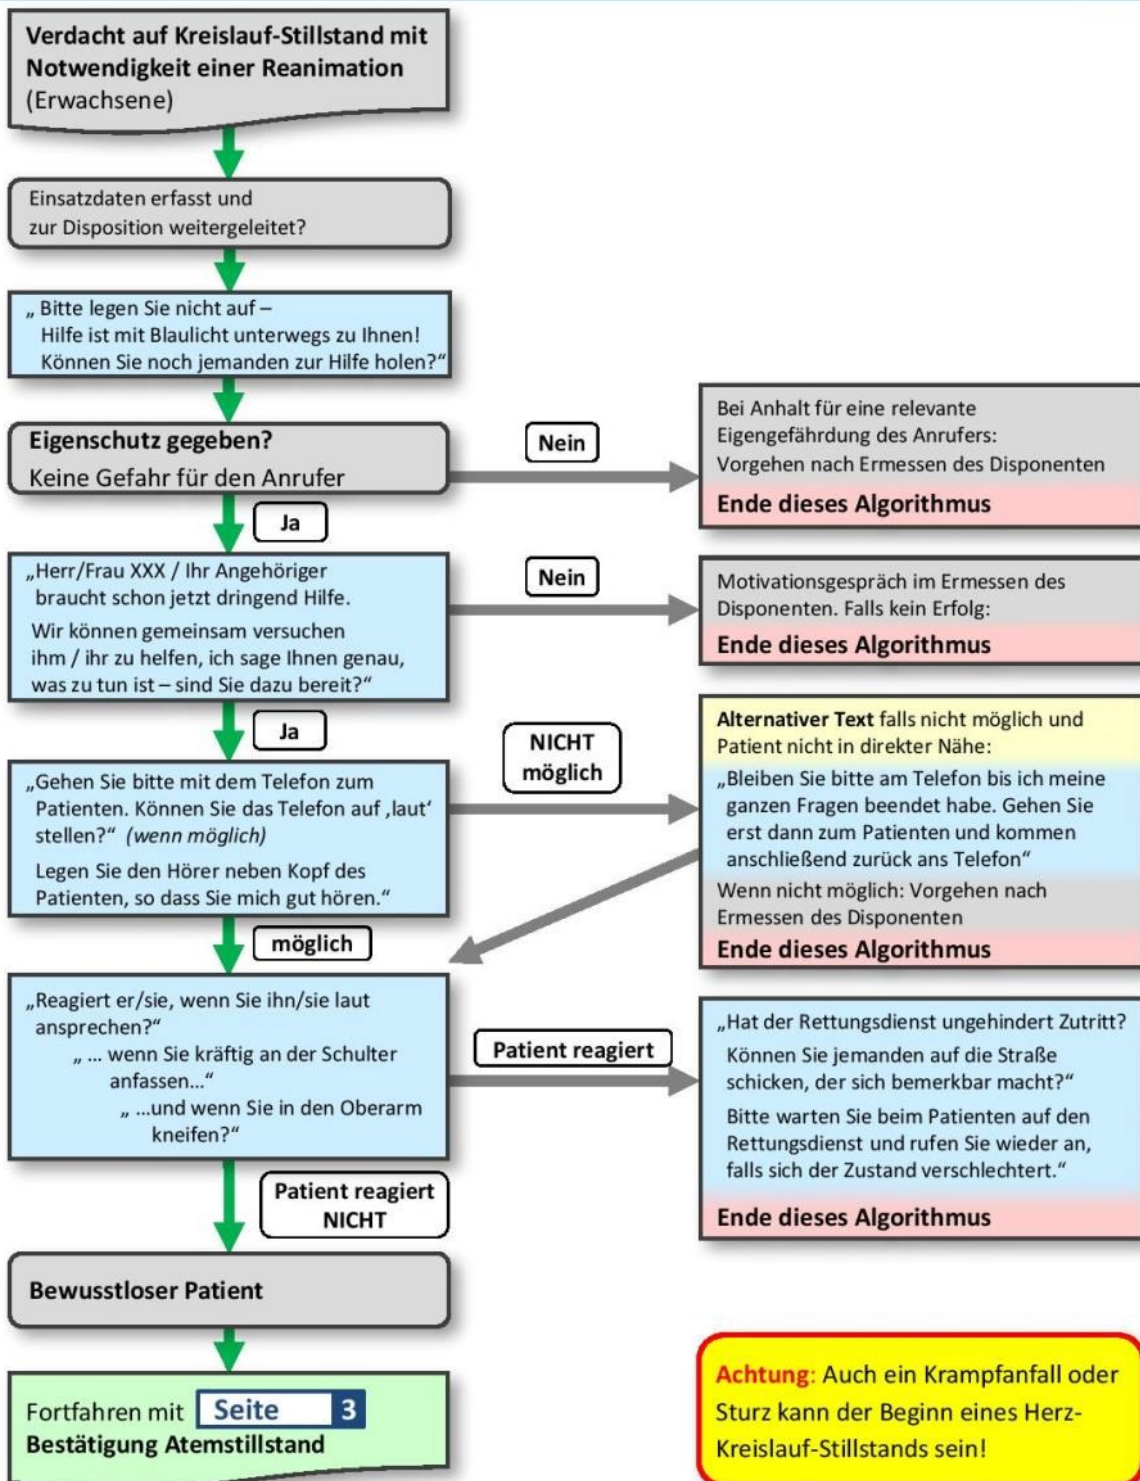 Verdacht auf Kreislauf-Stillstand mit
Notwendigkeit einer Reanimation
(Erwachsene)
Einsatzdaten erfasst und
zur Disposition weitergeleitet?
„ Bitte legen Sie nicht auf –
Hilfe ist mit Blaulicht unterwegs zu Ihnen!
Können Sie noch jemanden zur Hilfe holen?“
Eigenschutz gegeben?
Keine Gefahr für den Anrufer
Nein
Bei Anhalt für eine relevante
Eigengefährdung des Anrufers:
Vorgehen nach Ermessen des Disponenten
Ende dieses Algorithmus
Ja
„Herr/Frau XXX / Ihr Angehöriger
braucht schon jetzt dringend Hilfe.
Wir können gemeinsam versuchen
ihm / ihr zu helfen, ich sage Ihnen genau,
was zu tun ist – sind Sie dazu bereit?“
Nein
Motivationsgespräch im Ermessen des
Disponenten. Falls kein Erfolg:
Ende dieses Algorithmus
Ja
„Gehen Sie bitte mit dem Telefon zum
Patienten. Können Sie das Telefon auf ‚laut‘
stellen?“ (wenn möglich)
Legen Sie den Hörer neben Kopf des
Patienten, so dass Sie mich gut hören.“
NICHT
möglich
Alternativer Text falls nicht möglich und
Patient nicht in direkter Nähe:
„Bleiben Sie bitte am Telefon bis ich meine
ganzen Fragen beendet habe. Gehen Sie
erst dann zum Patienten und kommen
anschließend zurück ans Telefon“
Wenn nicht möglich: Vorgehen nach
Ermessen des Disponenten
Ende dieses Algorithmus
möglich
„Reagiert er/sie, wenn Sie ihn/sie laut
ansprechen?“
„ ... wenn Sie kräftig an der Schulter
anfassen...“
„ ...und wenn Sie in den Oberarm
kneifen?“
Patient reagiert
„Hat der Rettungsdienst ungehindert Zutritt?
Können Sie jemanden auf die Straße
schicken, der sich bemerkbar macht?“
Bitte warten Sie beim Patienten auf den
Rettungsdienst und rufen Sie wieder an,
falls sich der Zustand verschlechtert.“
Ende dieses Algorithmus
Patient reagiert
NICHT
Bewusstloser Patient
Fortfahren mit Seite 3
Bestätigung Atemstillstand
Achtung: Auch ein Krampfanfall oder
Sturz kann der Beginn eines Herz-
Kreislauf-Stillstands sein!